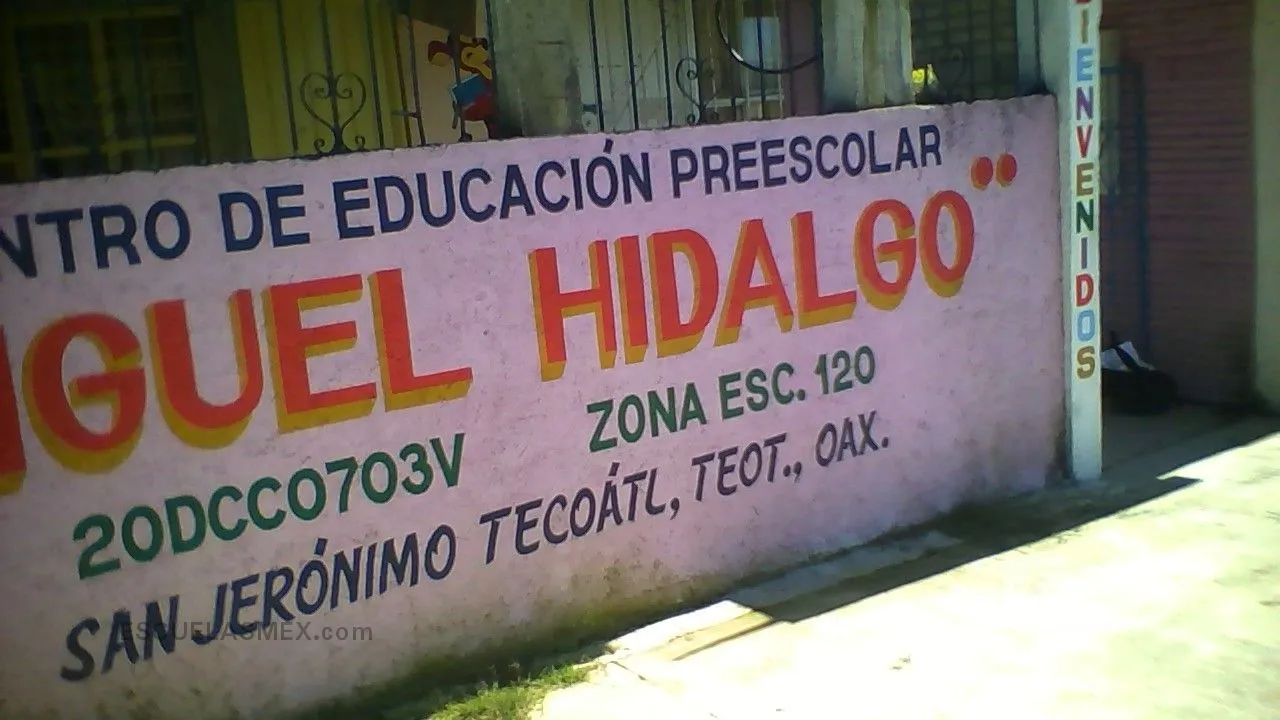 NTRO DE EDUCACIÓN PREESCOLAR
IGUEL HIDALGO"
20DCC0703V ZONA ESC. 120
SAN JERÓNIMO TECOÁTL, TEOT., OAX.
BIENVENIDOS
ESCUELASMEX.com